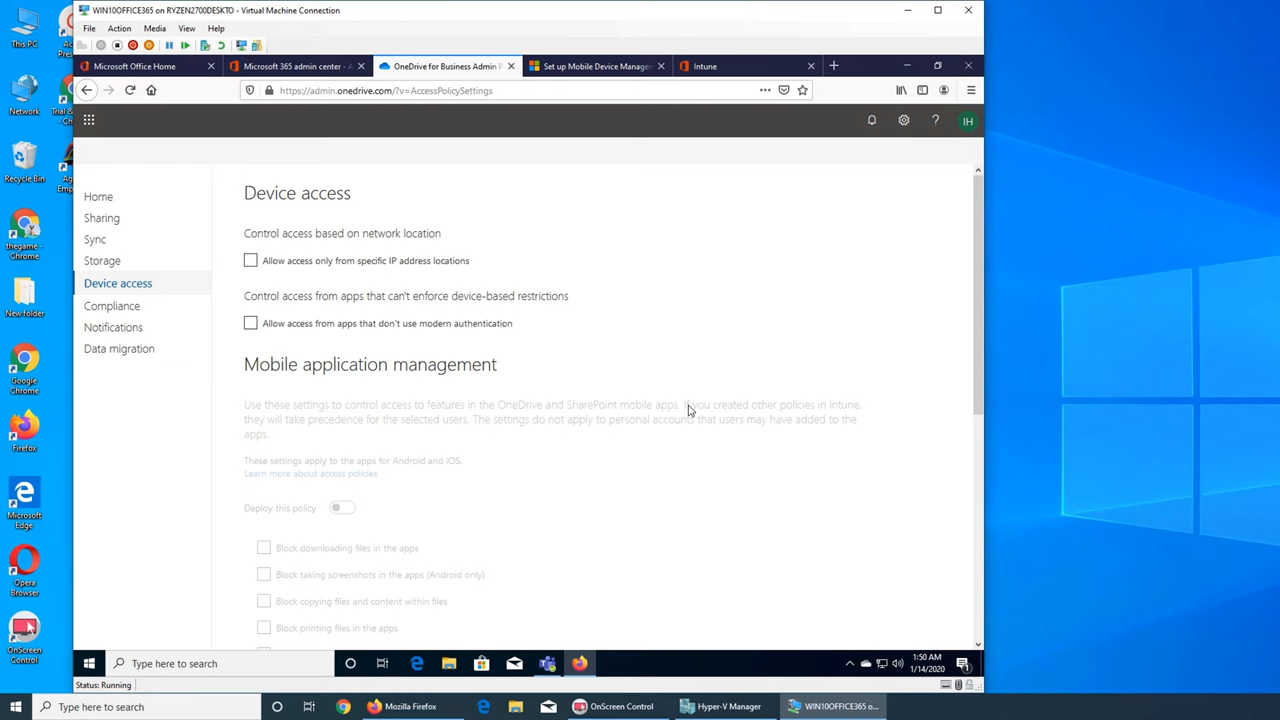 WIN10OFFICE365 on RYZEN2700DESKTO - Virtual Machine Connection
File Action Media View Help
Microsoft Office Home
Microsoft 365 admin center - A
OneDrive for Business Admin P
Set up Mobile Device Manager
Intune
https://admin.onedrive.com/?v=AccessPolicySettings
IH
Home
Sharing
Sync
Storage
Device access
Compliance
Notifications
Data migration
Device access
Control access based on network location
Allow access only from specific IP address locations
Control access from apps that can't enforce device-based restrictions
Allow access from apps that don't use modern authentication
Mobile application management
Use these settings to control access to features in the OneDrive and SharePoint mobile apps. If you created other policies in Intune,
they will take precedence for the selected users. The settings do not apply to personal accounts that users may have added to the
apps.
These settings apply to the apps for Android and iOS.
Learn more about access policies
Deploy this policy
Block downloading files in the apps
Block taking screenshots in the apps (Android only)
Block copying files and content within files
Block printing files in the apps
Type here to search
1:50 AM
1/14/2020
Status: Running
This PC
Network
Recycle Bin
thegame -
Chrome
New folder
Google
Chrome
Firefox
Microsoft
Edge
Opera
Browser
OnScreen
Control
Type here to search
Mozilla Firefox
OnScreen Control
Hyper-V Manager
WIN10OFFICE365 o...